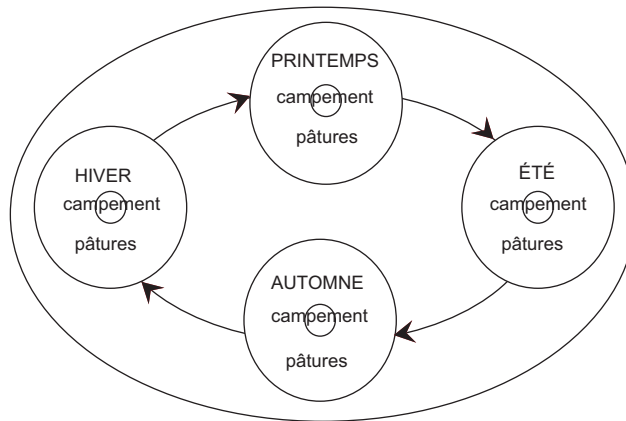 PRINTEMPS
campement
pâtures
HIVER
campement
pâtures
ÉTÉ
campement
pâtures
AUTOMNE
campement
pâtures